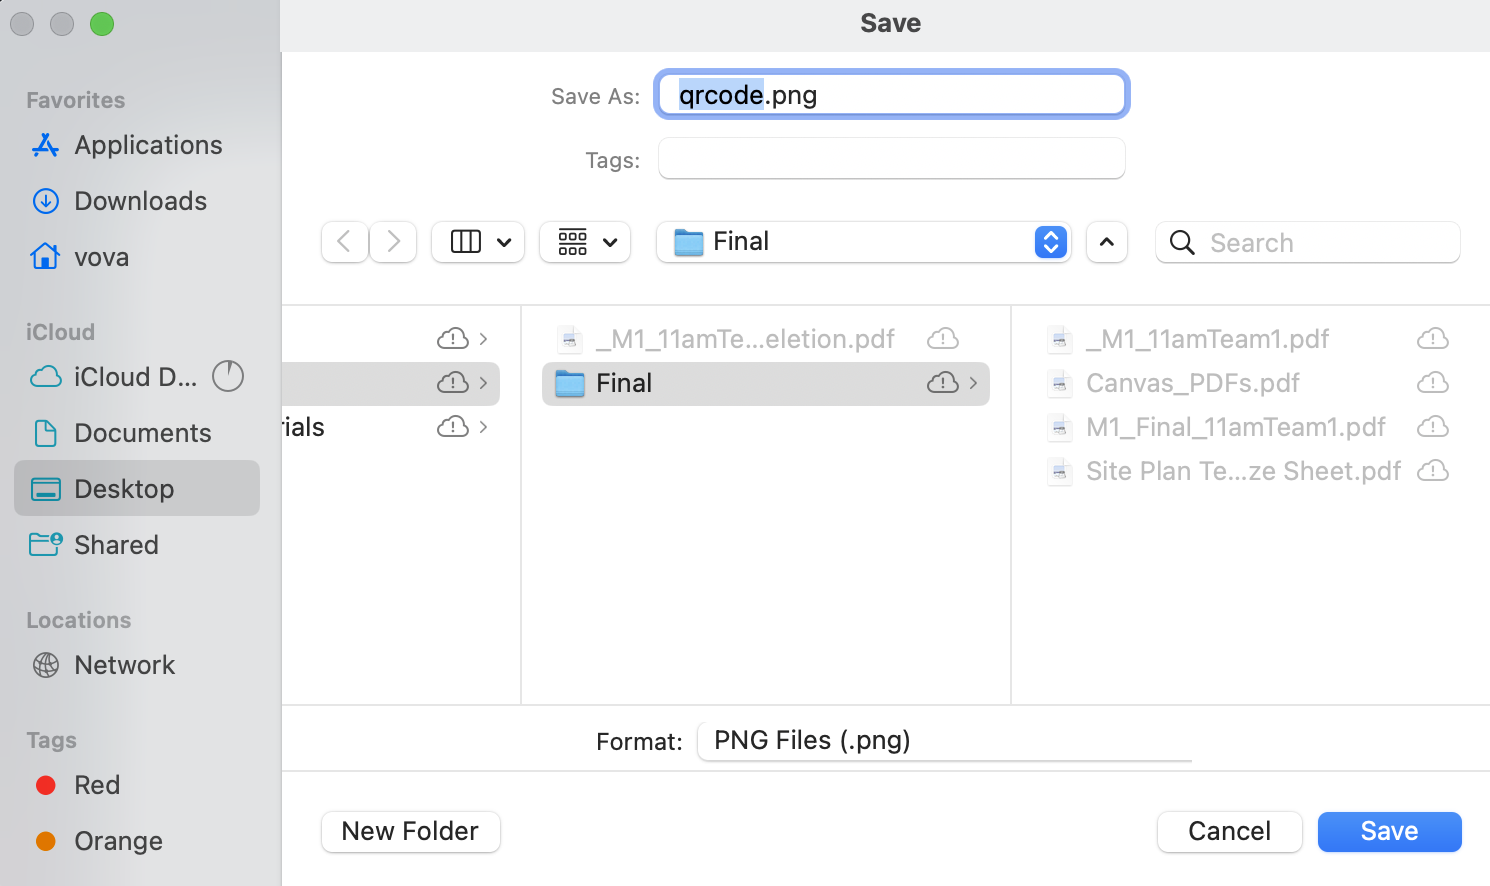 Save
Save As: qrcode.png
Tags:
Final
Search
Favorites
Applications
Downloads
vova
iCloud
iCloud D...
Documents
Desktop
Shared
Locations
Network
Tags
Red
Orange
rials
_M1_11amTe...eletion.pdf
Final
_M1_11amTeam1.pdf
Canvas_PDFs.pdf
M1_Final_11amTeam1.pdf
Site Plan Te...ze Sheet.pdf
Format: PNG Files (.png)
New Folder
Cancel
Save